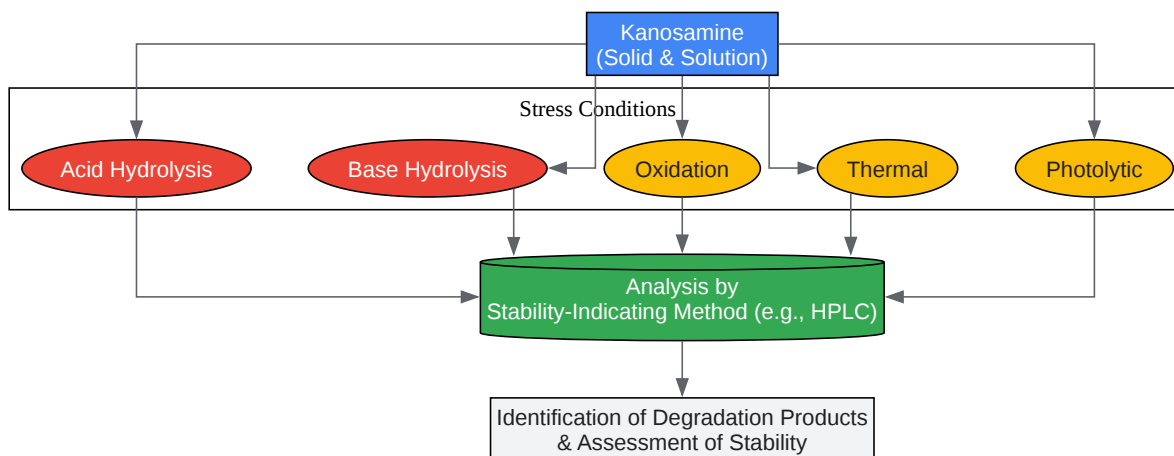 Kanosamine
(Solid & Solution)
Stress Conditions
Acid Hydrolysis
Base Hydrolysis
Oxidation
Thermal
Photolytic
Analysis by
Stability-Indicating Method (e.g., HPLC)
Identification of Degradation Products
& Assessment of Stability